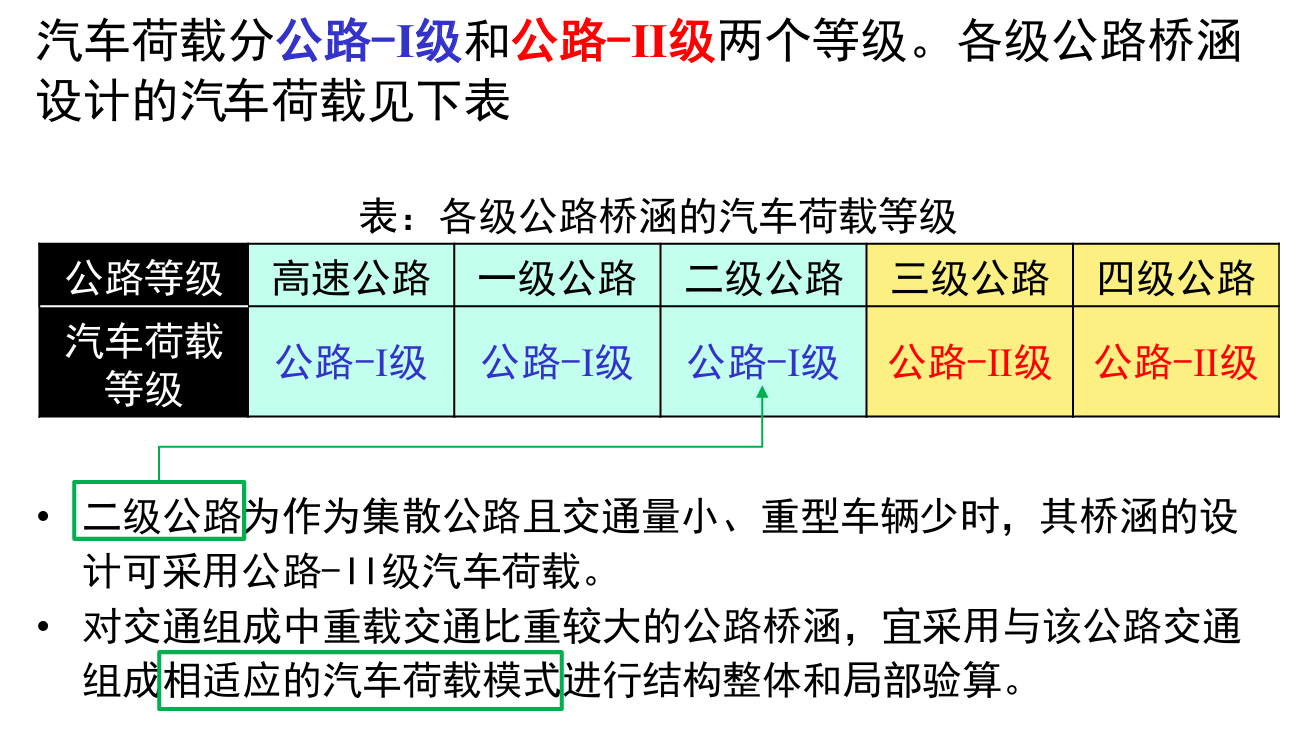 汽车荷载分公路-I级和公路-II级两个等级。各级公路桥涵
设计的汽车荷载见下表
表：各级公路桥涵的汽车荷载等级
公路等级 高速公路 一级公路 二级公路 三级公路 四级公路
汽车荷载
等级 公路-I级 公路-I级 公路-I级 公路-II级 公路-II级
• 二级公路为作为集散公路且交通量小、重型车辆少时，其桥涵的设
计可采用公路-II级汽车荷载。
• 对交通组成中重载交通比重较大的公路桥涵，宜采用与该公路交通
组成相适应的汽车荷载模式进行结构整体和局部验算。